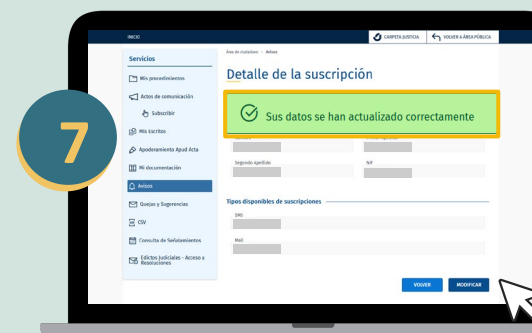 7
INICIO
CARPETA JUSTICIA
VOLVER A ÁREA PÚBLICA
Servicios
Mis procedimientos
Actos de comunicación
Subscribir
Mis Escritos
Apoderamiento Apud Acta
Mi documentación
Avisos
Quejas y Sugerencias
CSV
Consulta de Señalamientos
Edictos Judiciales - Acceso a
Resoluciones
Área de ciudadano > Avisos
Detalle de la suscripción
Sus datos se han actualizado correctamente
Segundo Apellido
NIF
Tipos disponibles de suscripciones
SMS
Mail
VOLVER
MODIFICAR